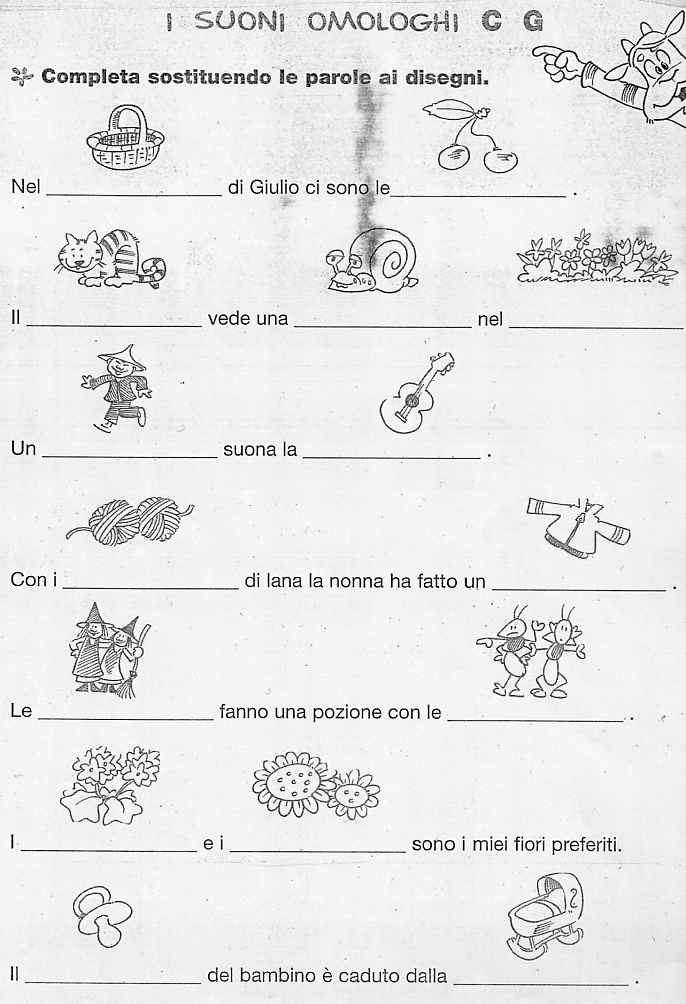 I SUONI OMOLOGHI C G
Completa sostituendo le parole ai disegni.
Nel ________________ di Giulio ci sono le ________________ .
Il ________________ vede una ________________ nel ________________
Un ________________ suona la ________________ .
Con i ________________ di lana la nonna ha fatto un ________________ .
Le ________________ fanno una pozione con le ________________ .
I ________________ e i ________________ sono i miei fiori preferiti.
Il ________________ del bambino è caduto dalla ________________ .